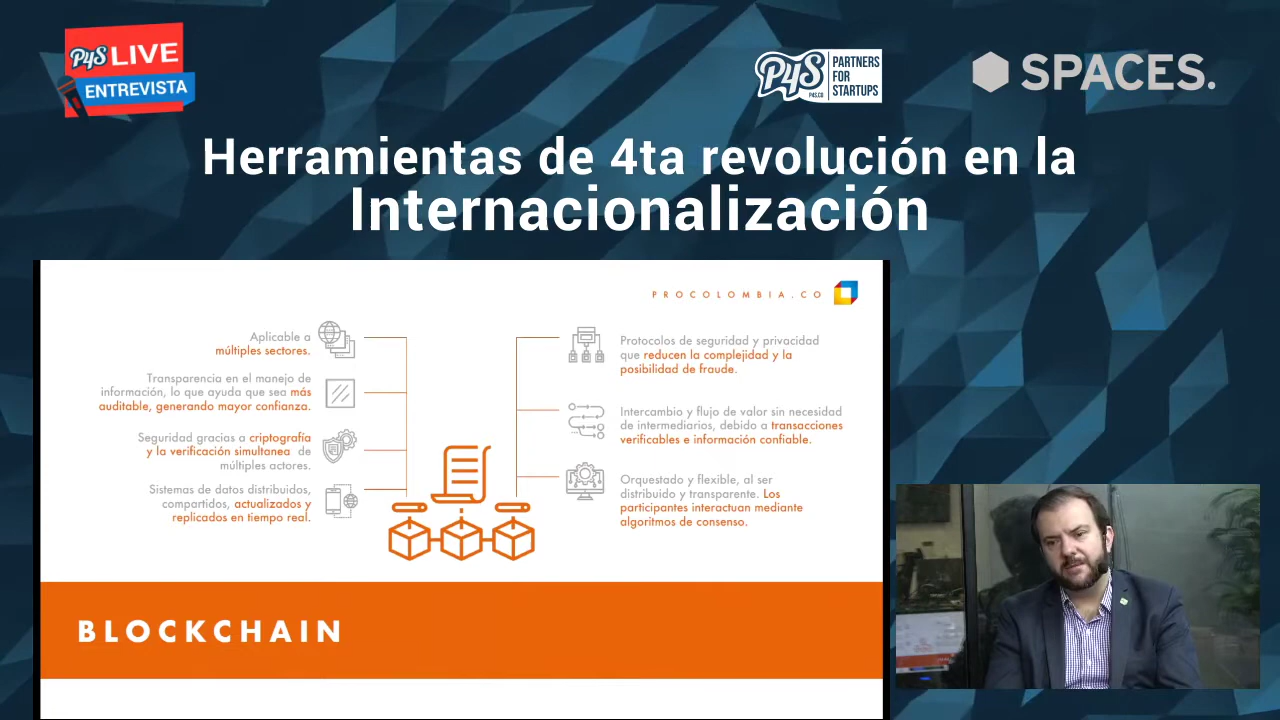 P4S LIVE
ENTREVISTA
P4S
P4S.CO
PARTNERS
FOR
STARTUPS
SPACES.
Herramientas de 4ta revolución en la
Internacionalización
PROCOLOMBIA.CO
Aplicable a
múltiples sectores.
Transparencia en el manejo de
información, lo que ayuda que sea más
auditable, generando mayor confianza.
Seguridad gracias a criptografía
y la verificación simultanea de
múltiples actores.
Sistemas de datos distribuidos,
compartidos, actualizados y
replicados en tiempo real.
Protocolos de seguridad y privacidad
que reducen la complejidad y la
posibilidad de fraude.
Intercambio y flujo de valor sin necesidad
de intermediarios, debido a transacciones
verificables e información confiable.
Orquestado y flexible, al ser
distribuido y transparente. Los
participantes interactuan mediante
algoritmos de consenso.
BLOCKCHAIN